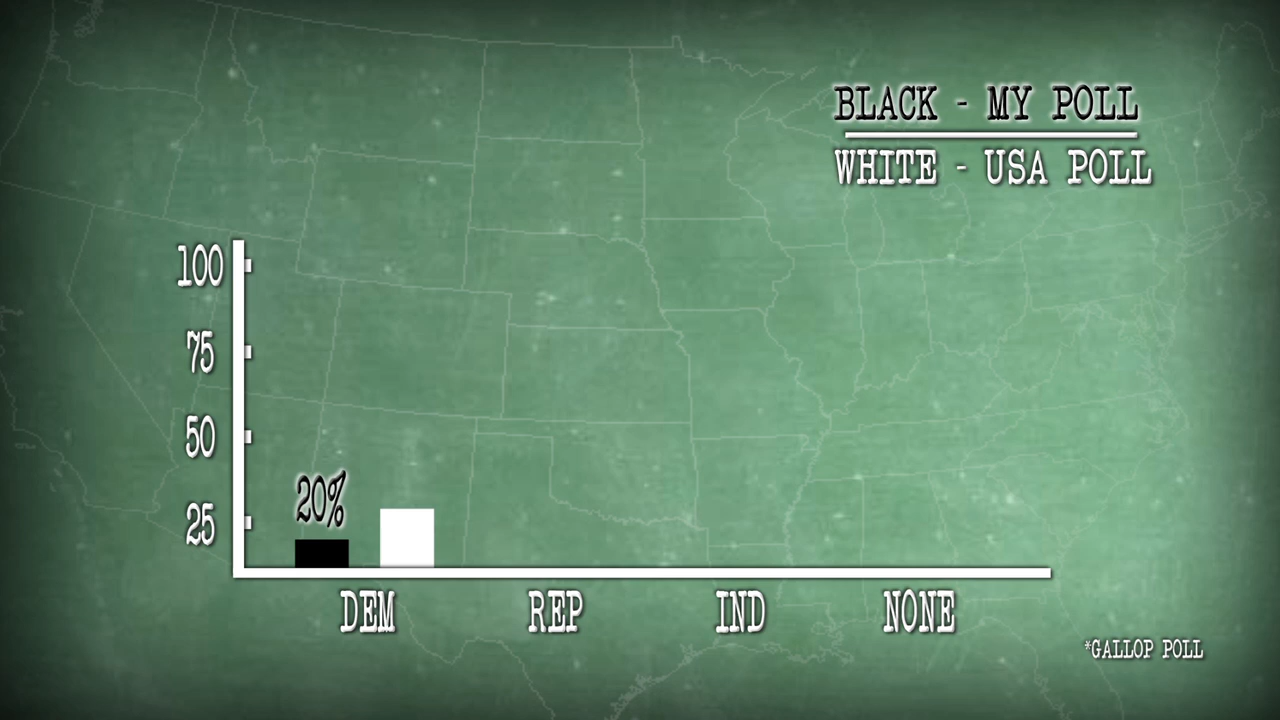 BLACK - MY POLL
WHITE - USA POLL
100
75
50
25
20%
DEM REP IND NONE
*GALLOP POLL